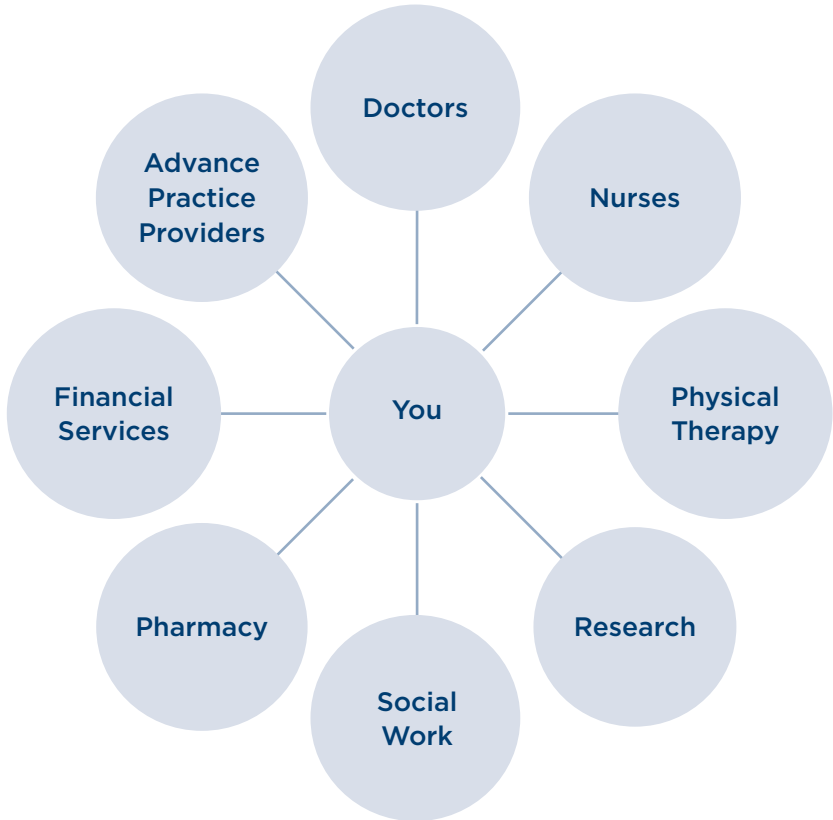 Doctors
Advance
Practice
Providers
Nurses
Financial
Services
You
Physical
Therapy
Pharmacy
Research
Social
Work